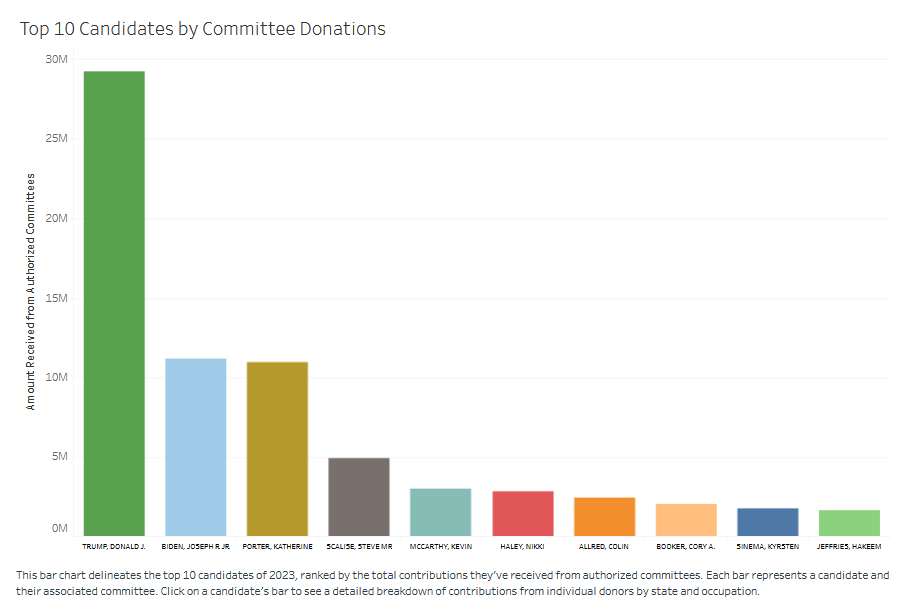 Top 10 Candidates by Committee Donations
30M
25M
20M
15M
10M
5M
0M
Amount Received from Authorized Committees
TRUMP, DONALD J. BIDEN, JOSEPH R JR PORTER, KATHERINE SCALISE, STEVE MR MCCARTHY, KEVIN HALEY, NIKKI ALLRED, COLIN BOOKER, CORY A. SINEMA, KYRSTEN JEFFRIES, HAKEEM
This bar chart delineates the top 10 candidates of 2023, ranked by the total contributions they've received from authorized committees. Each bar represents a candidate and
their associated committee. Click on a candidate's bar to see a detailed breakdown of contributions from individual donors by state and occupation.